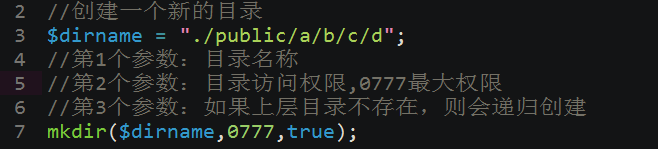 2 //创建一个新的目录
3 $dirname = "./public/a/b/c/d";
4 //第1个参数：目录名称
5 //第2个参数：目录访问权限,0777最大权限
6 //第3个参数：如果上层目录不存在，则会递归创建
7 mkdir($dirname,0777,true);